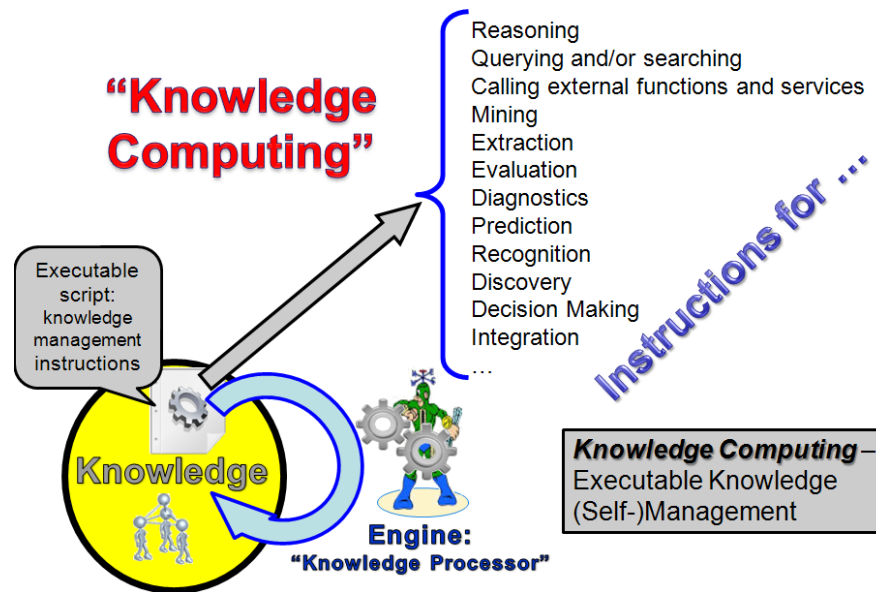 “Knowledge
Computing”
Reasoning
Querying and/or searching
Calling external functions and services
Mining
Extraction
Evaluation
Diagnostics
Prediction
Recognition
Discovery
Decision Making
Integration
...
Instructions for ...
Executable
script:
knowledge
management
instructions
Knowledge
Engine:
“Knowledge Processor”
Knowledge Computing –
Executable Knowledge
(Self-)Management